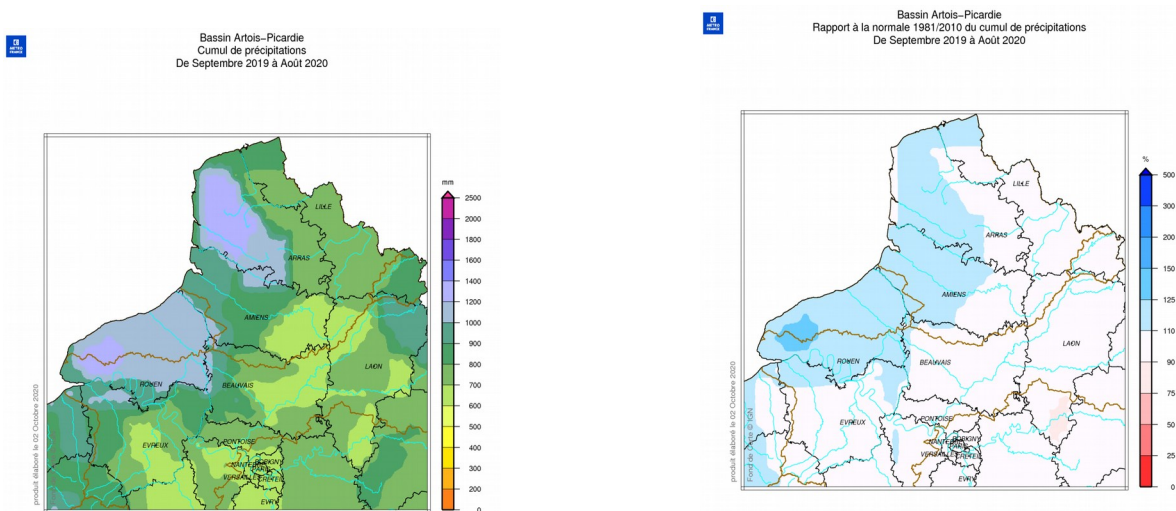 METEO
FRANCE
Bassin Artois−Picardie
Cumul de précipitations
De Septembre 2019 à Août 2020
mm
2500
2000
1800
1600
1400
1200
1000
900
800
700
600
500
400
300
200
0
LILLE
ARRAS
AMIENS
ROUEN
BEAUVAIS
LAON
EVREUX
PONTOISE
BOBIGNY
NANTERRE
PARIS
VERSAILLES
CRETEIL
EVRY
produit élaboré le 02 Octobre 2020
METEO
FRANCE
Bassin Artois−Picardie
Rapport à la normale 1981/2010 du cumul de précipitations
De Septembre 2019 à Août 2020
%
500
300
200
150
125
110
90
75
50
25
0
LILLE
ARRAS
AMIENS
ROUEN
BEAUVAIS
LAON
EVREUX
PONTOISE
BOBIGNY
NANTERRE
PARIS
VERSAILLES
CRETEIL
EVRY
produit élaboré le 02 Octobre 2020
Fond de Carte © IGN